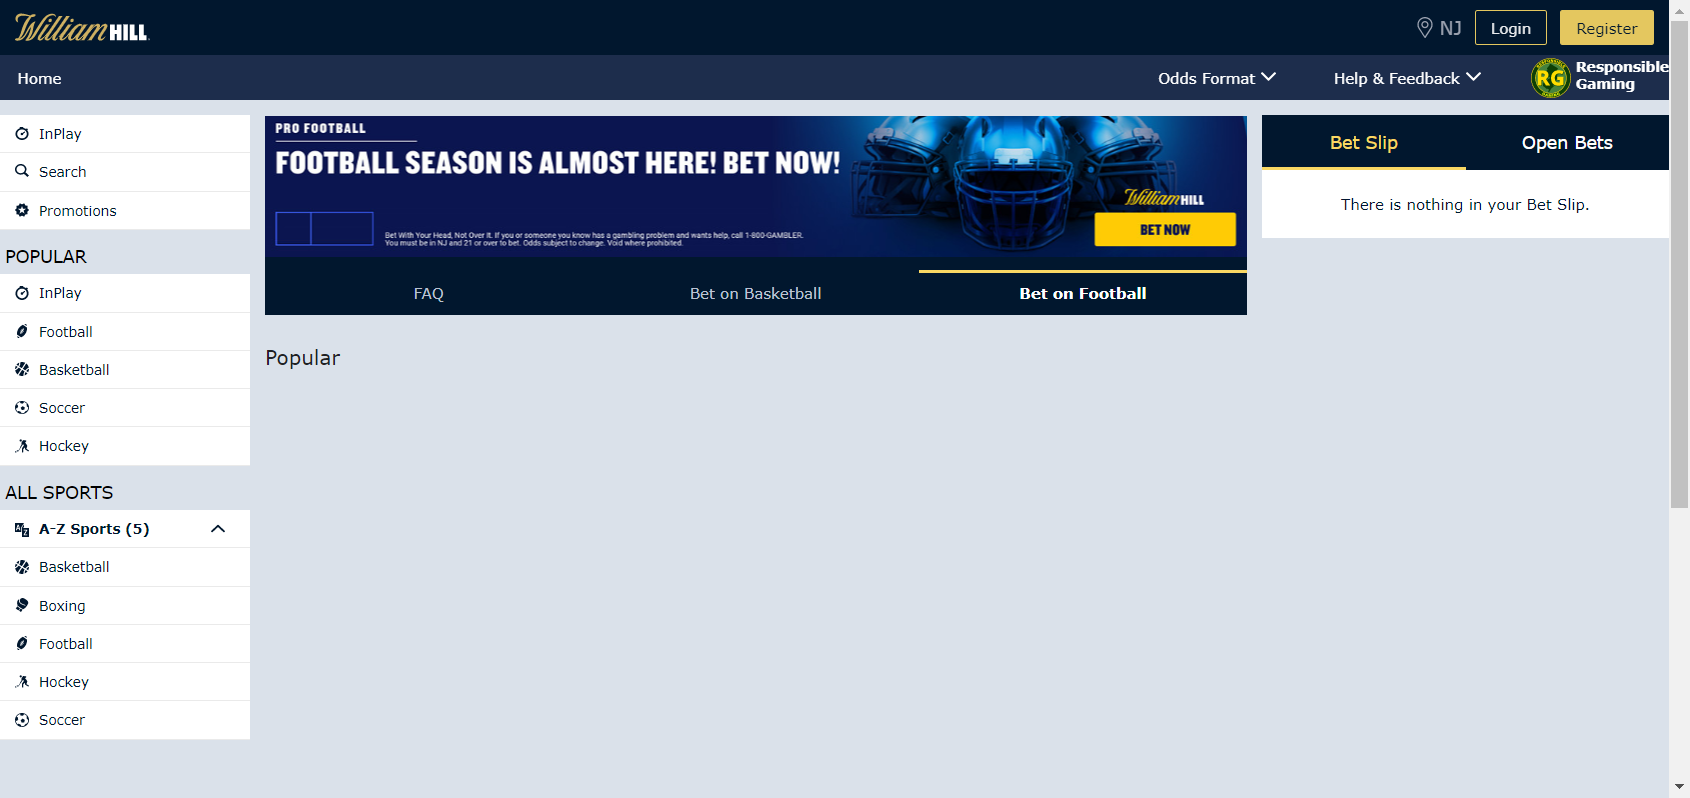 William HILL
NJ
Login
Register
Home
Odds Format
Help & Feedback
RG
Responsible
Gaming
InPlay
Search
Promotions
POPULAR
InPlay
Football
Basketball
Soccer
Hockey
ALL SPORTS
A-Z Sports (5)
Basketball
Boxing
Football
Hockey
Soccer
PRO FOOTBALL
FOOTBALL SEASON IS ALMOST HERE! BET NOW!
William HILL
BET NOW
Bet With Your Head, Not Over It. If you or someone you know has a gambling problem and wants help, call 1-800-GAMBLER.
You must be in NJ and 21 or over to bet. Odds subject to change. Void where prohibited.
FAQ
Bet on Basketball
Bet on Football
Popular
Bet Slip
Open Bets
There is nothing in your Bet Slip.